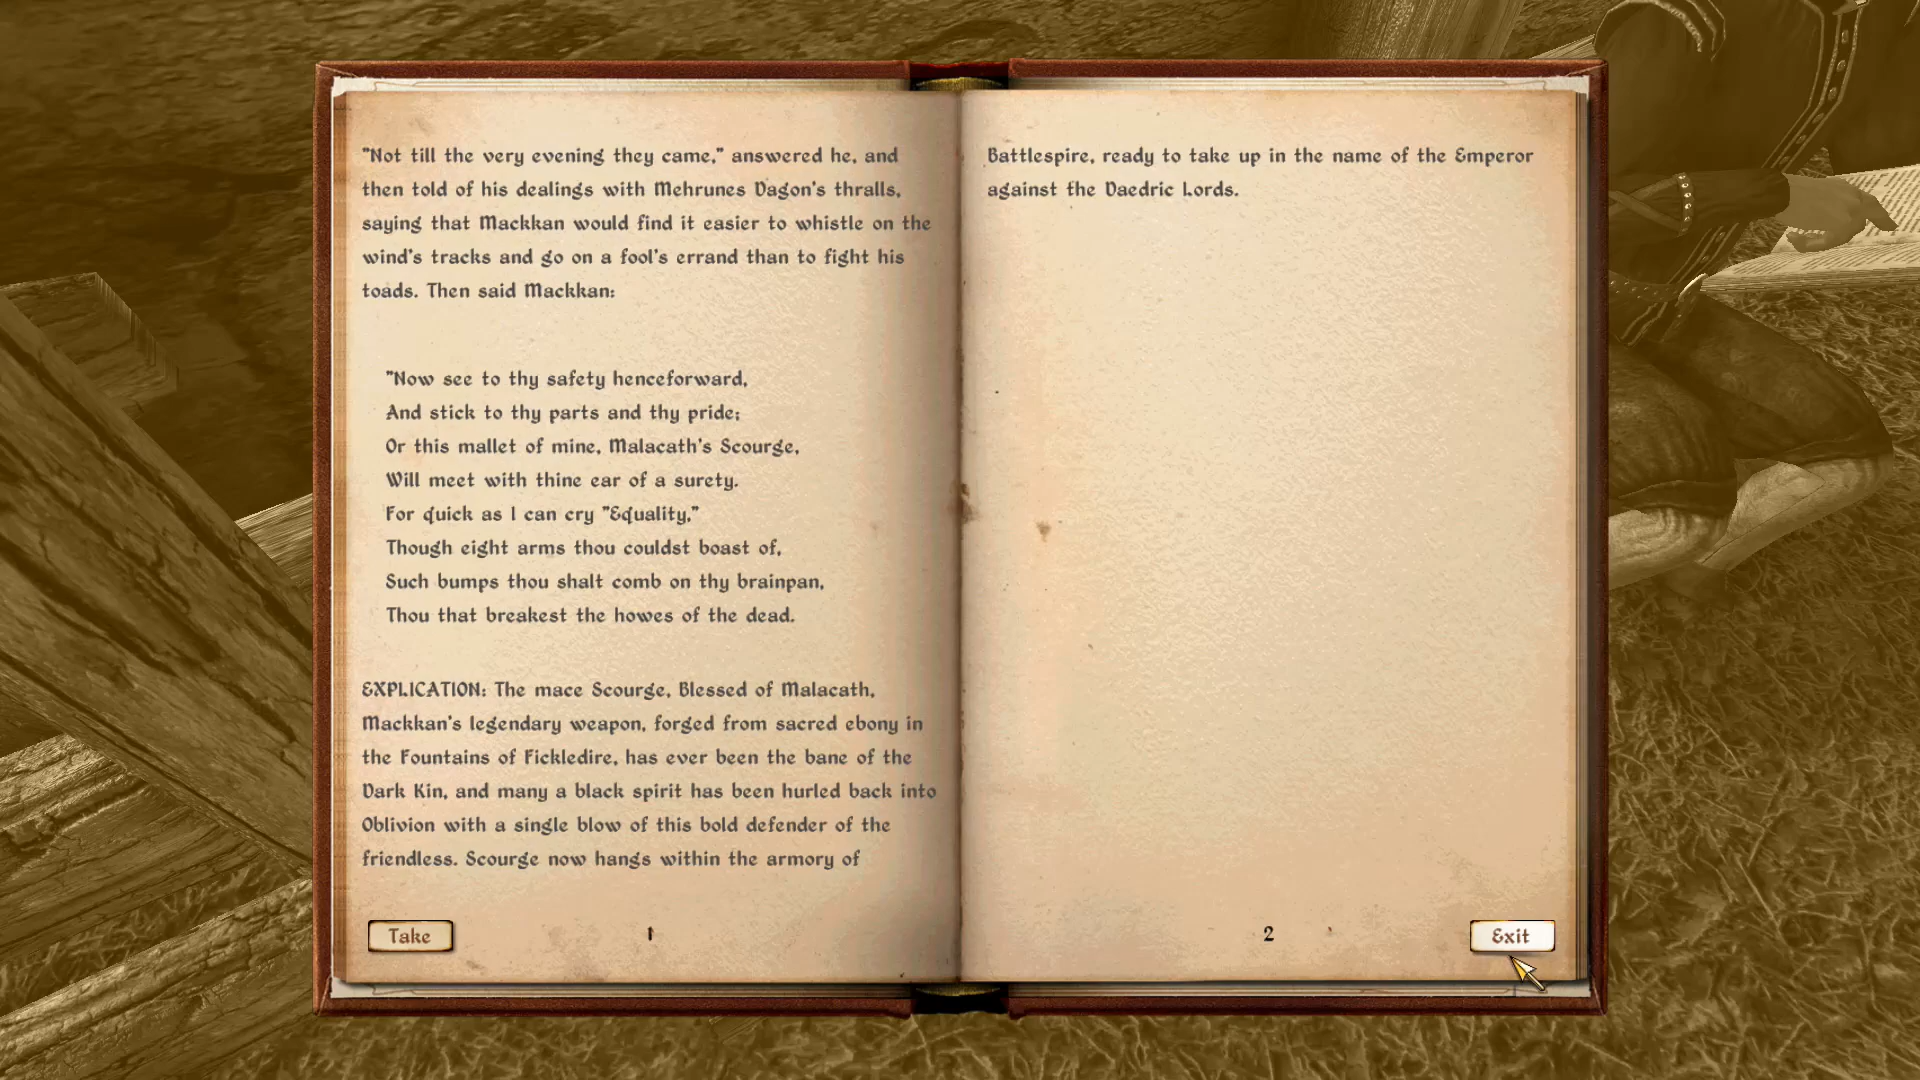 "Not till the very evening they came," answered he, and
then told of his dealings with Mehrunes Dagon's thralls,
saying that Mackkan would find it easier to whistle on the
wind's tracks and go on a fool's errand than to fight his
toads. Then said Mackkan:
"Now see to thy safety henceforward,
And stick to thy parts and thy pride;
Or this mallet of mine, Malacath's Scourge,
Will meet with thine ear of a surety.
For quick as I can cry "Equality,"
Though eight arms thou couldst boast of,
Such bumps thou shalt comb on thy brainpan,
Thou that breakest the howes of the dead.
EXPLICATION: The mace Scourge, Blessed of Malacath,
Mackkan's legendary weapon, forged from sacred ebony in
the Fountains of Fickledire, has ever been the bane of the
Dark Kin, and many a black spirit has been hurled back into
Oblivion with a single blow of this bold defender of the
friendless. Scourge now hangs within the armory of
Take
1
Battlespire, ready to take up in the name of the Emperor
against the Daedric Lords.
2
Exit